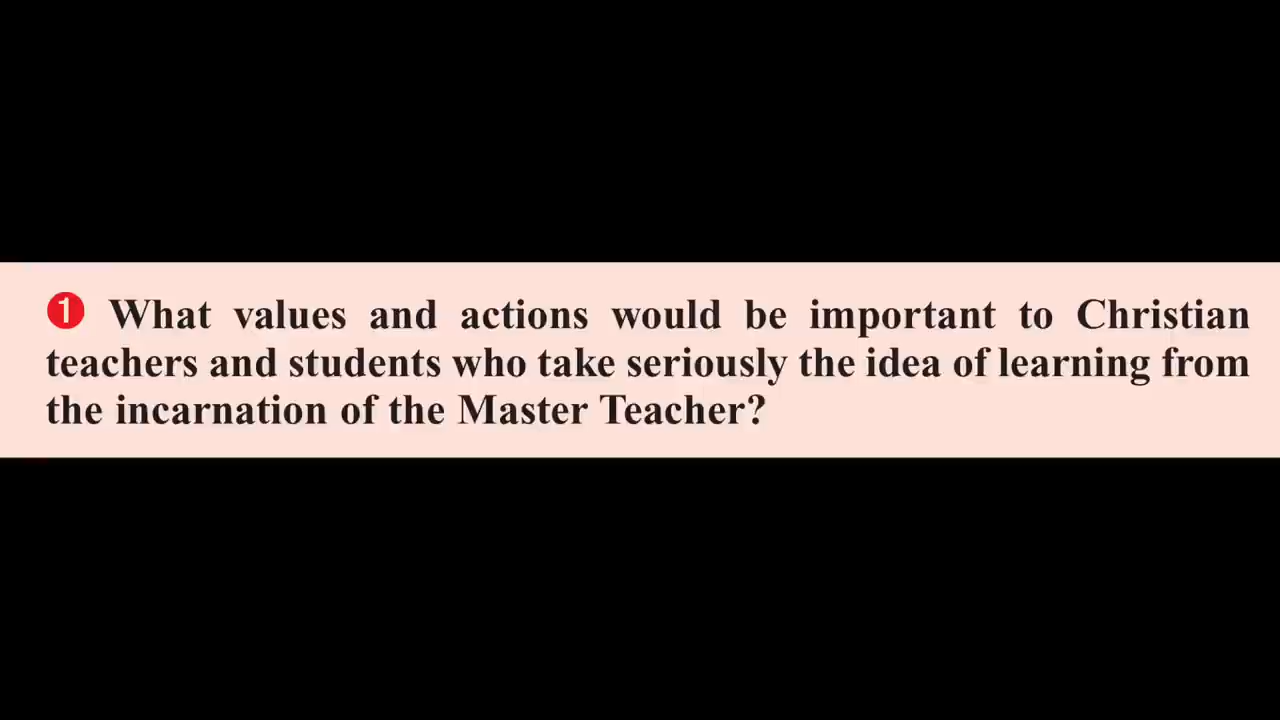 ❶ What values and actions would be important to Christian
teachers and students who take seriously the idea of learning from
the incarnation of the Master Teacher?